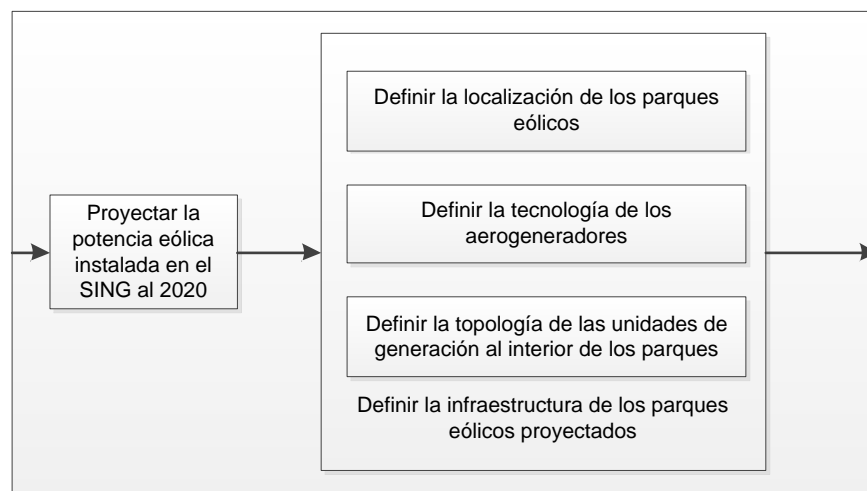 Proyectar la
potencia eólica
instalada en el
SING al 2020
Definir la localización de los parques
eólicos
Definir la tecnología de los
aerogeneradores
Definir la topología de las unidades de
generación al interior de los parques
Definir la infraestructura de los parques
eólicos proyectados